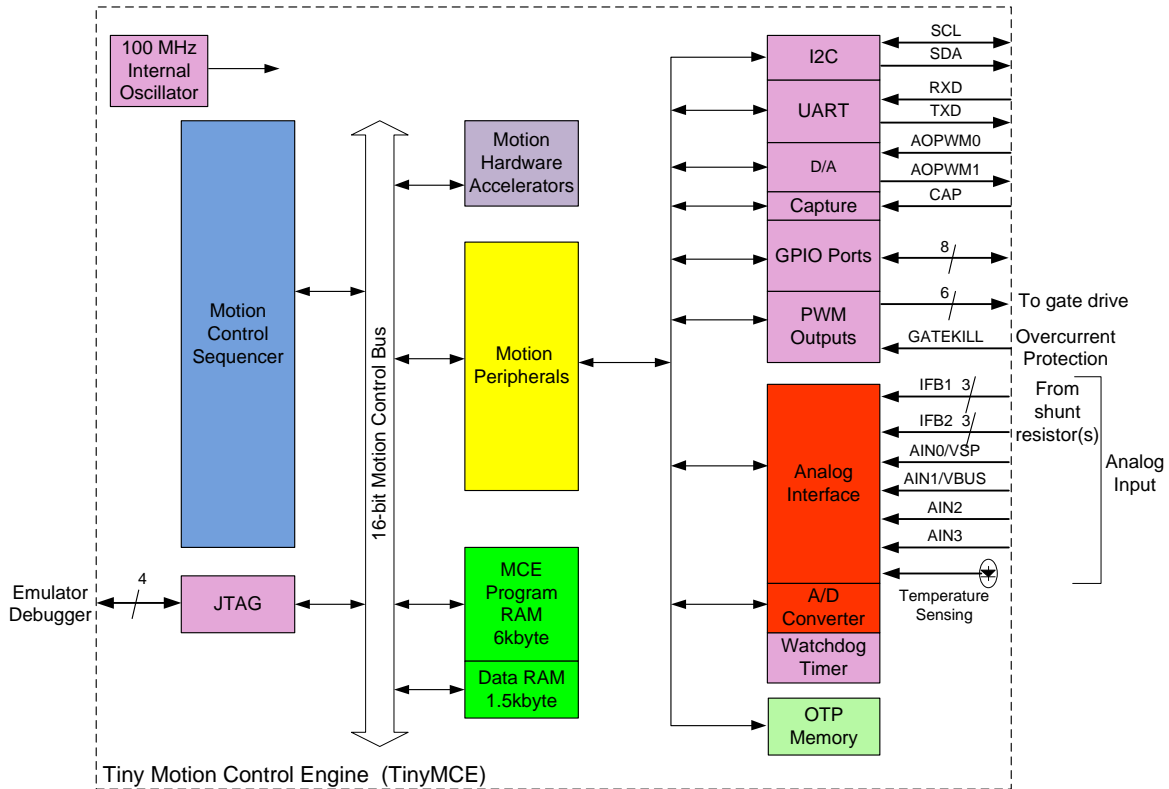 100 MHz
Internal
Oscillator
Motion
Control
Sequencer
JTAG
4
Emulator
Debugger
16-bit Motion Control Bus
Motion
Hardware
Accelerators
Motion
Peripherals
MCE
Program
RAM
6kbyte
Data RAM
1.5kbyte
I2C
UART
D/A
Capture
GPIO Ports
PWM
Outputs
Analog
Interface
A/D
Converter
Watchdog
Timer
OTP
Memory
SCL
SDA
RXD
TXD
AOPWM0
AOPWM1
CAP
8
6
To gate drive
GATEKILL
Overcurrent
Protection
IFB1 3
IFB2 3
From
shunt
resistor(s)
AIN0/VSP
AIN1/VBUS
AIN2
AIN3
Temperature
Sensing
Analog
Input
Tiny Motion Control Engine (TinyMCE)